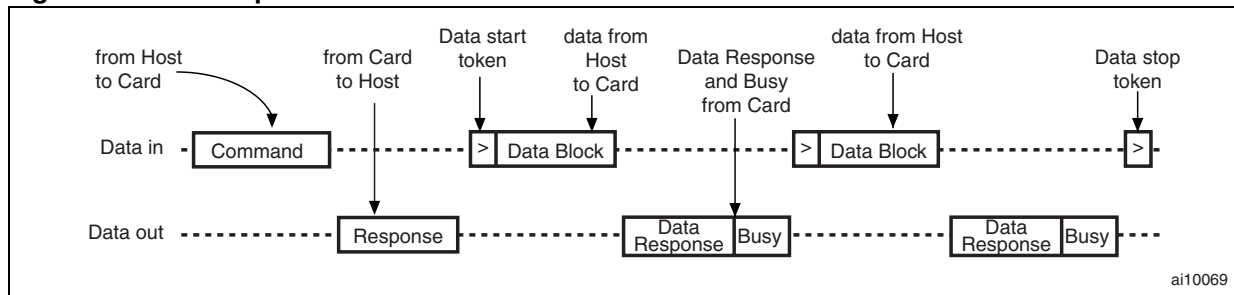 from Host
to Card
from Card
to Host
Data start
token
data from
Host
to Card
Data Response
and Busy
from Card
data from Host
to Card
Data stop
token
Data in
Command
>
Data Block
>
Data Block
>
Data out
Response
Data
Response
Busy
Data
Response
Busy
ai10069